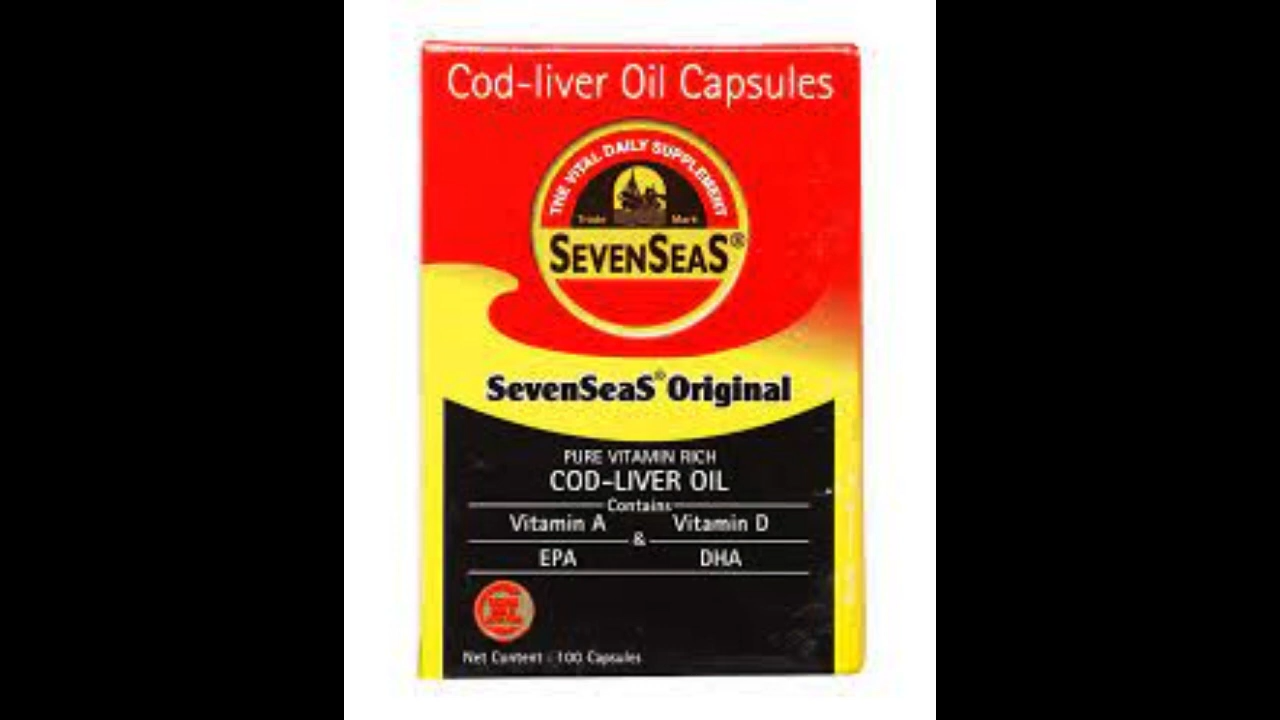 Cod-liver Oil Capsules
THE VITAL DAILY SUPPLEMENT
Trade Mark
SEVENSEAS®
SevenSeaS® Original
PURE VITAMIN RICH
COD-LIVER OIL
Contains
Vitamin A Vitamin D
&
EPA DHA
Net Content : 100 Capsules